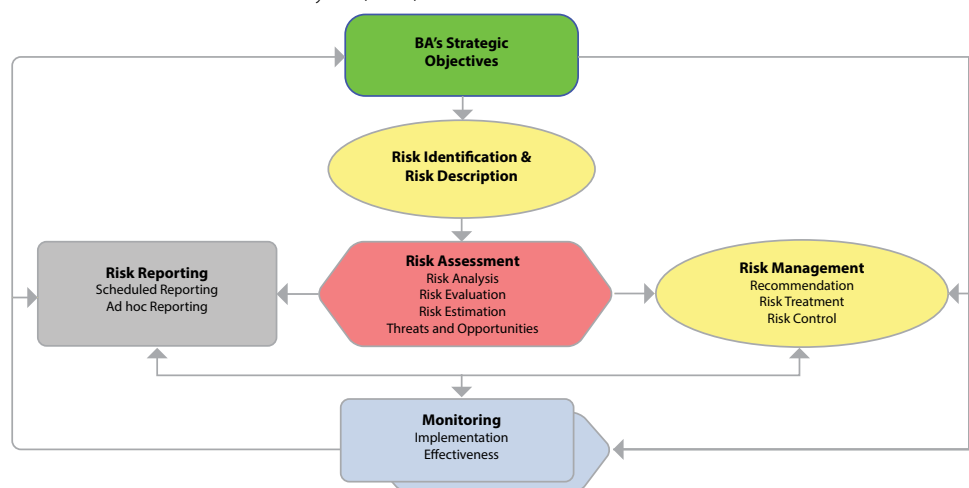 BA's Strategic
Objectives
Risk Identification &
Risk Description
Risk Reporting
Scheduled Reporting
Ad hoc Reporting
Risk Assessment
Risk Analysis
Risk Evaluation
Risk Estimation
Threats and Opportunities
Risk Management
Recommendation
Risk Treatment
Risk Control
Monitoring
Implementation
Effectiveness